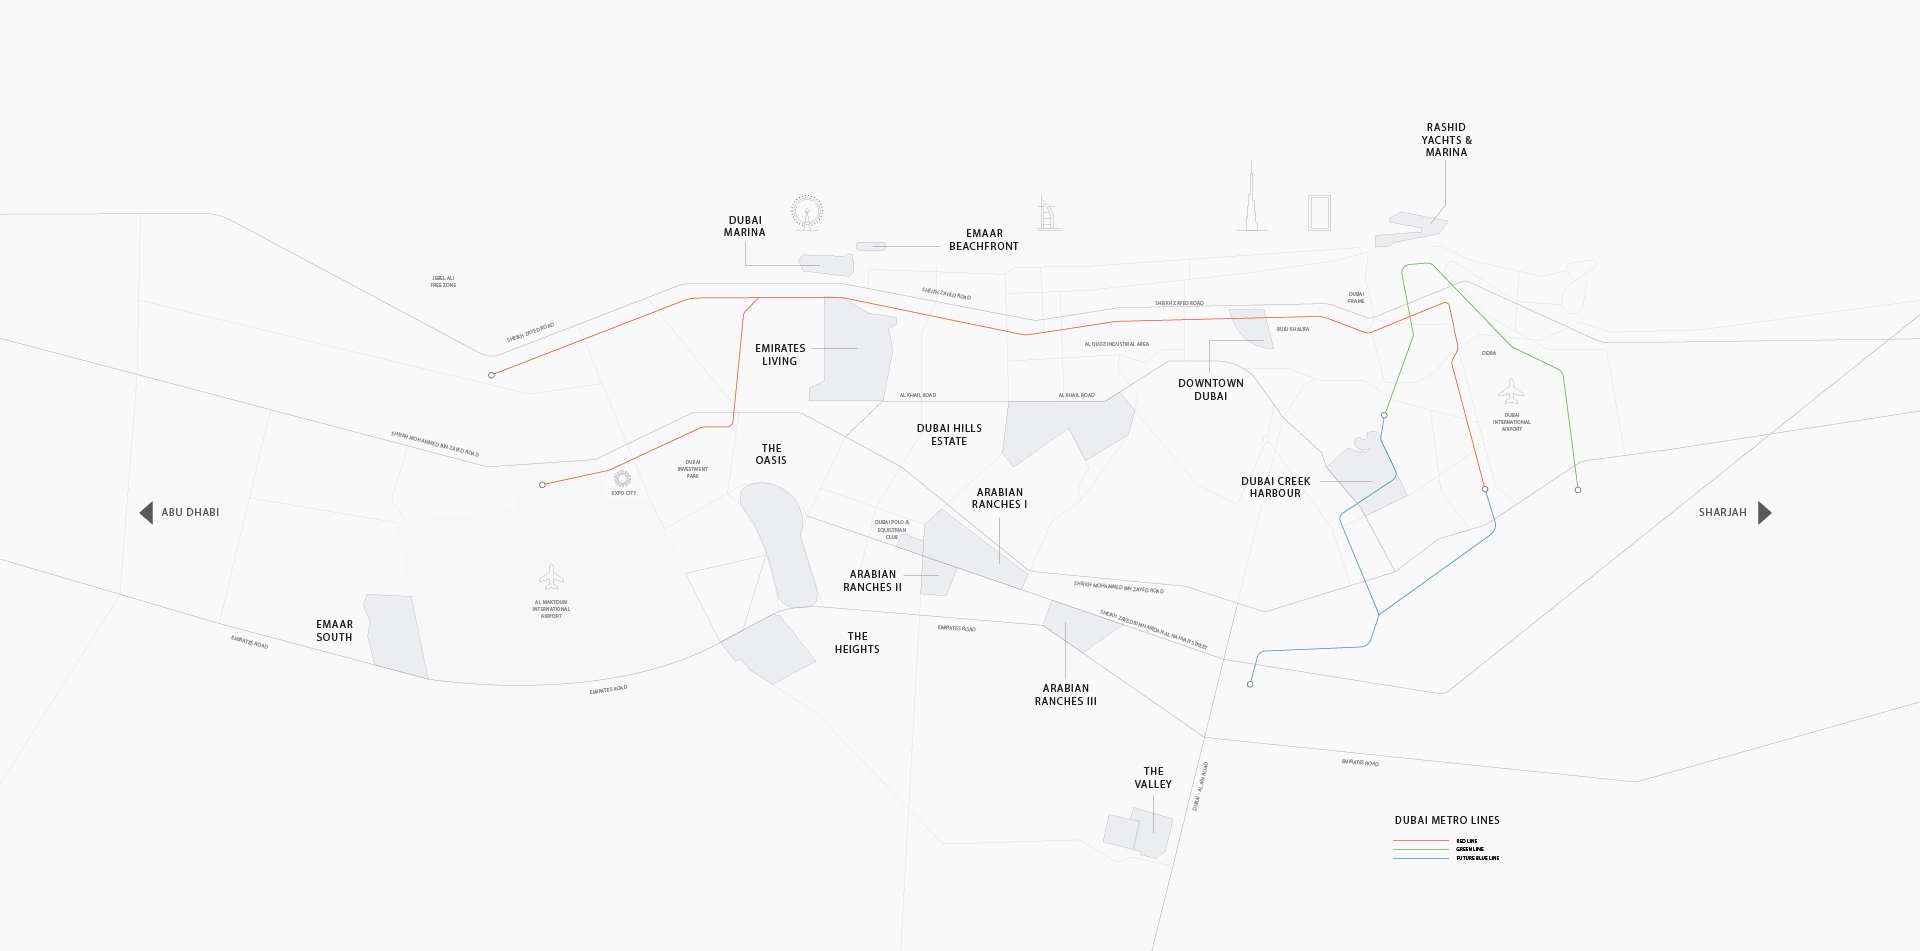 RASHID
YACHTS &
MARINA
DUBAI
MARINA
EMAAR
BEACHFRONT
JEBEL ALI
FREE ZONE
SHEIKH ZAYED ROAD
SHEIKH ZAYED ROAD
SHEIKH ZAYED ROAD
DUBAI
FRAME
BURJ KHALIFA
AL QUOZ INDUSTRIAL AREA
DEIRA
EMIRATES
LIVING
DOWNTOWN
DUBAI
AL KHAIL ROAD
AL KHAIL ROAD
DUBAI
INTERNATIONAL
AIRPORT
DUBAI HILLS
ESTATE
SHEIKH MOHAMMED BIN ZAYED ROAD
THE
OASIS
DUBAI
INVESTMENT
PARK
EXPO CITY
DUBAI CREEK
HARBOUR
ARABIAN
RANCHES I
ABU DHABI
SHARJAH
DUBAI POLO &
EQUESTRIAN
CLUB
ARABIAN
RANCHES II
SHEIKH MOHAMMED BIN ZAYED ROAD
AL MAKTOUM
INTERNATIONAL
AIRPORT
EMAAR
SOUTH
EMIRATES ROAD
EMIRATES ROAD
SHEIKH ZAYED BIN HAMDAN AL NAHYAN STREET
THE
HEIGHTS
EMIRATES ROAD
ARABIAN
RANCHES III
EMIRATES ROAD
THE
VALLEY
DUBAI - AL AIN ROAD
DUBAI METRO LINES
RED LINE
GREEN LINE
FUTURE BLUE LINE